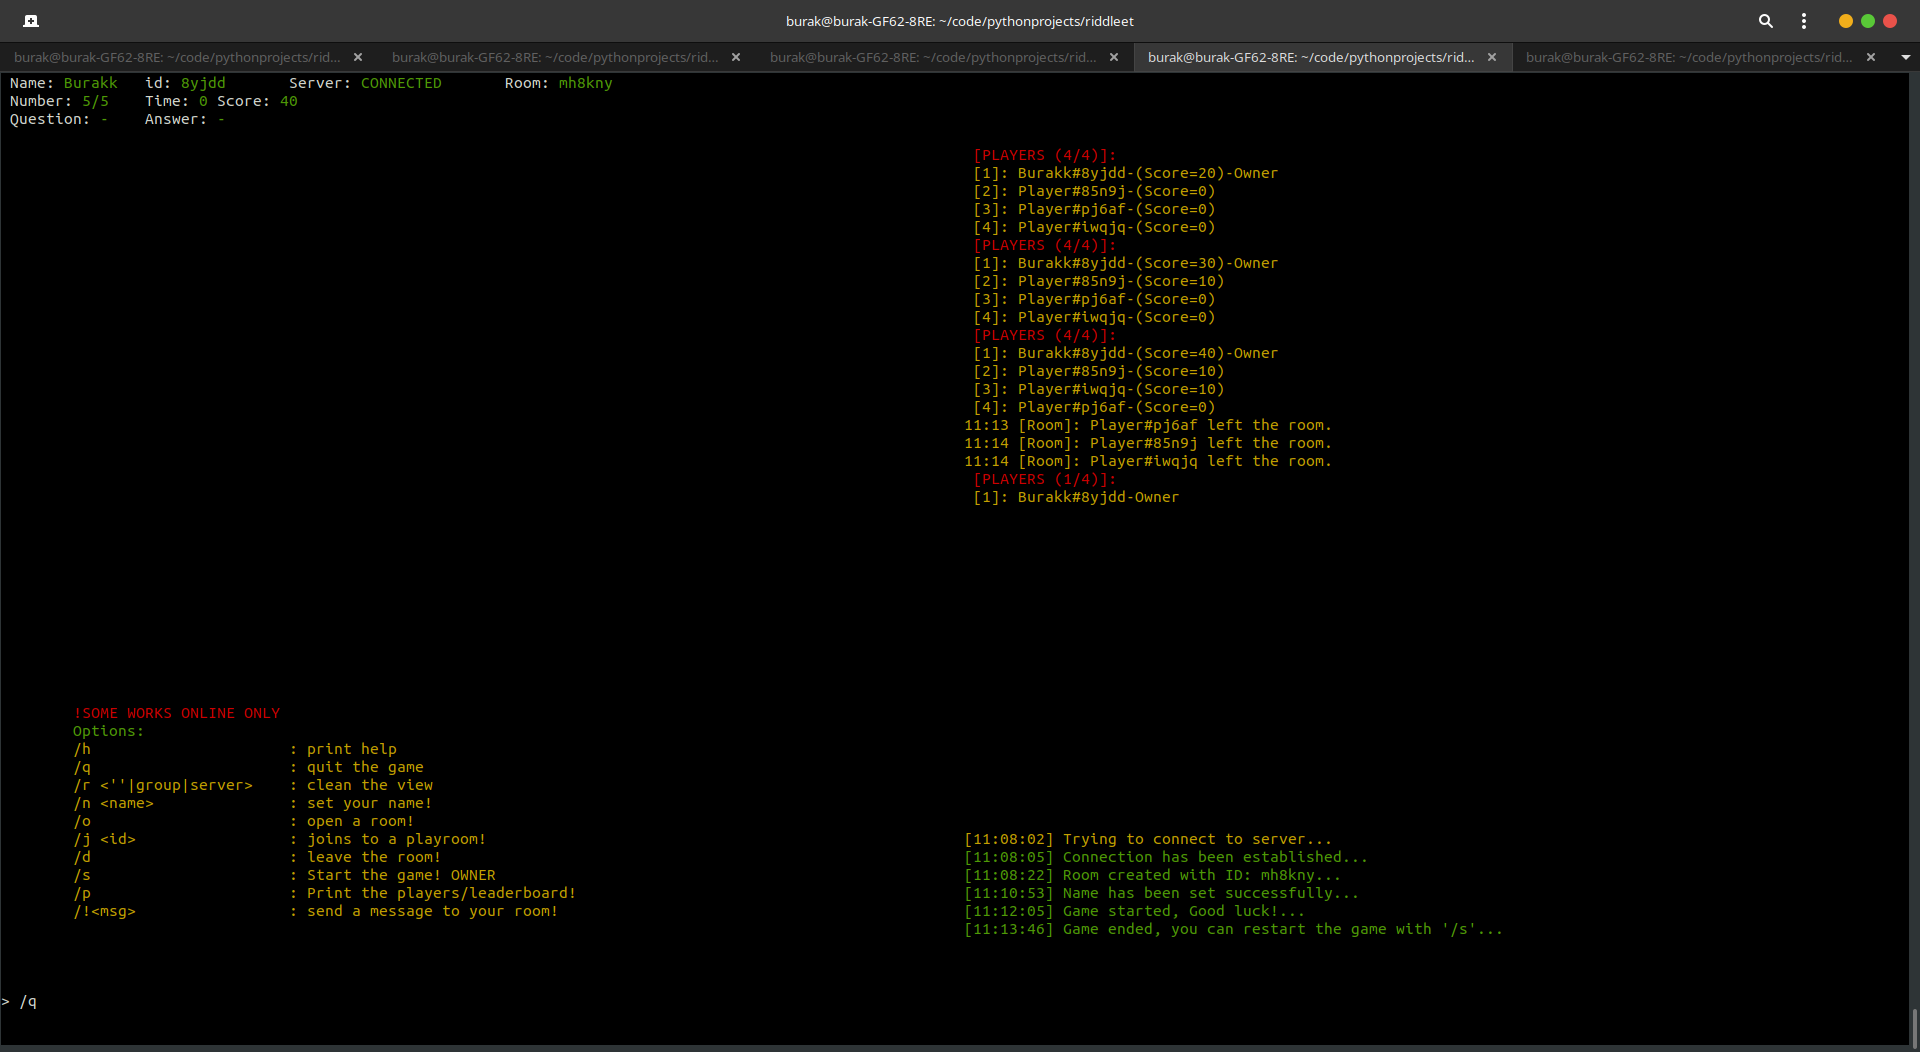 burak@burak-GF62-8RE: ~/code/pythonprojects/riddleet
burak@burak-GF62-8RE: ~/code/pythonprojects/rid...
burak@burak-GF62-8RE: ~/code/pythonprojects/rid...
burak@burak-GF62-8RE: ~/code/pythonprojects/rid...
burak@burak-GF62-8RE: ~/code/pythonprojects/rid...
burak@burak-GF62-8RE: ~/code/pythonprojects/rid...
Name: Burakk id: 8yjdd Server: CONNECTED Room: mh8kny
Number: 5/5 Time: 0 Score: 40
Question: - Answer: -
[PLAYERS (4/4)]:
[1]: Burakk#8yjdd-(Score=20)-Owner
[2]: Player#85n9j-(Score=0)
[3]: Player#pj6af-(Score=0)
[4]: Player#iwqjq-(Score=0)
[PLAYERS (4/4)]:
[1]: Burakk#8yjdd-(Score=30)-Owner
[2]: Player#85n9j-(Score=10)
[3]: Player#pj6af-(Score=0)
[4]: Player#iwqjq-(Score=0)
[PLAYERS (4/4)]:
[1]: Burakk#8yjdd-(Score=40)-Owner
[2]: Player#85n9j-(Score=10)
[3]: Player#iwqjq-(Score=10)
[4]: Player#pj6af-(Score=0)
11:13 [Room]: Player#pj6af left the room.
11:14 [Room]: Player#85n9j left the room.
11:14 [Room]: Player#iwqjq left the room.
[PLAYERS (1/4)]:
[1]: Burakk#8yjdd-Owner
!SOME WORKS ONLINE ONLY
Options:
/h : print help
/q : quit the game
/r <''|group|server> : clean the view
/n <name> : set your name!
/o : open a room!
/j <id> : joins to a playroom!
/d : leave the room!
/s : Start the game! OWNER
/p : Print the players/leaderboard!
/!<msg> : send a message to your room!
[11:08:02] Trying to connect to server...
[11:08:05] Connection has been established...
[11:08:22] Room created with ID: mh8kny...
[11:10:53] Name has been set successfully...
[11:12:05] Game started, Good luck!...
[11:13:46] Game ended, you can restart the game with '/s'...
> /q